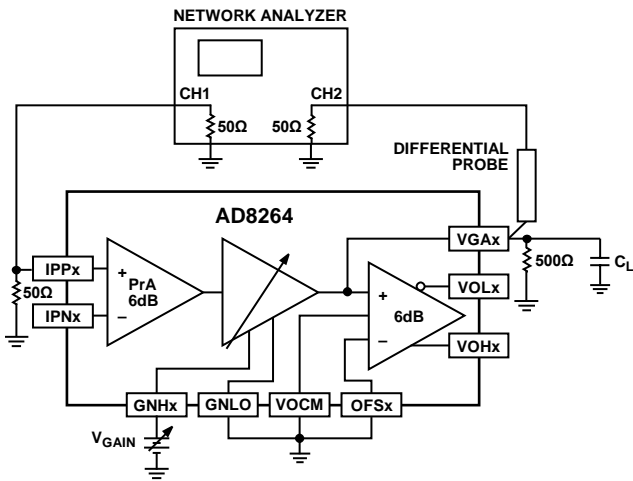 NETWORK ANALYZER
CH1
CH2
50Ω
50Ω
DIFFERENTIAL
PROBE
AD8264
VGAx
IPPx
+
PrA
6dB
–
+
6dB
–
500Ω
CL
VOLx
50Ω
IPNx
VOHx
GNHx
GNLO
VOCM
OFSx
VGAIN